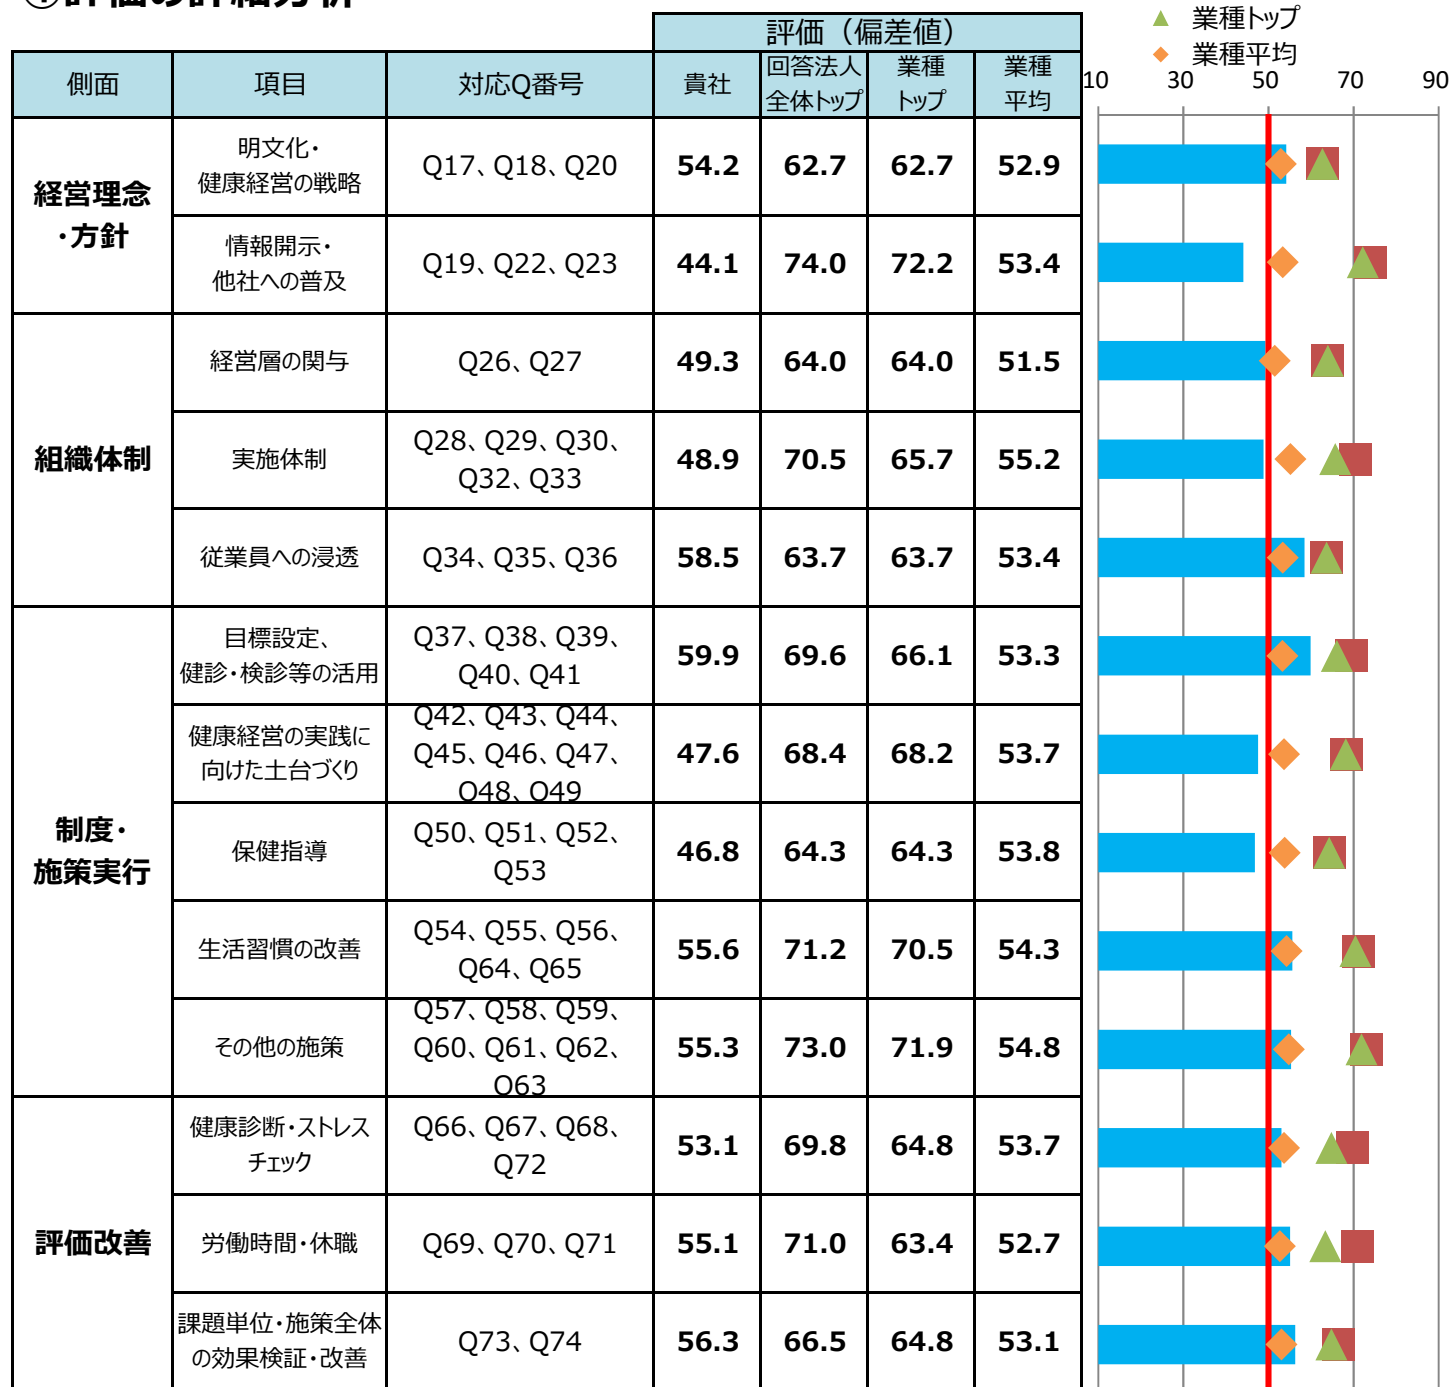 ①評価の詳細分析
▲ 業種トップ
◆ 業種平均
評価（偏差値）
側面 項目 対応Q番号 貴社 回答法人 業種 業種
全体トップ トップ 平均
10 30 50 70 90
経営理念
・方針
明文化・
健康経営の戦略
Q17、Q18、Q20 54.2 62.7 62.7 52.9
情報開示・
他社への普及
Q19、Q22、Q23 44.1 74.0 72.2 53.4
組織体制
経営層の関与 Q26、Q27 49.3 64.0 64.0 51.5
実施体制
Q28、Q29、Q30、
Q32、Q33
48.9 70.5 65.7 55.2
従業員への浸透 Q34、Q35、Q36 58.5 63.7 63.7 53.4
制度・
施策実行
目標設定、
健診・検診等の活用
Q37、Q38、Q39、
Q40、Q41
59.9 69.6 66.1 53.3
健康経営の実践に
向けた土台づくり
Q42、Q43、Q44、
Q45、Q46、Q47、
Q48、Q49
47.6 68.4 68.2 53.7
保健指導
Q50、Q51、Q52、
Q53
46.8 64.3 64.3 53.8
生活習慣の改善
Q54、Q55、Q56、
Q64、Q65
55.6 71.2 70.5 54.3
その他の施策
Q57、Q58、Q59、
Q60、Q61、Q62、
Q63
55.3 73.0 71.9 54.8
評価改善
健康診断・ストレス
チェック
Q66、Q67、Q68、
Q72
53.1 69.8 64.8 53.7
労働時間・休職 Q69、Q70、Q71 55.1 71.0 63.4 52.7
課題単位・施策全体
の効果検証・改善
Q73、Q74 56.3 66.5 64.8 53.1